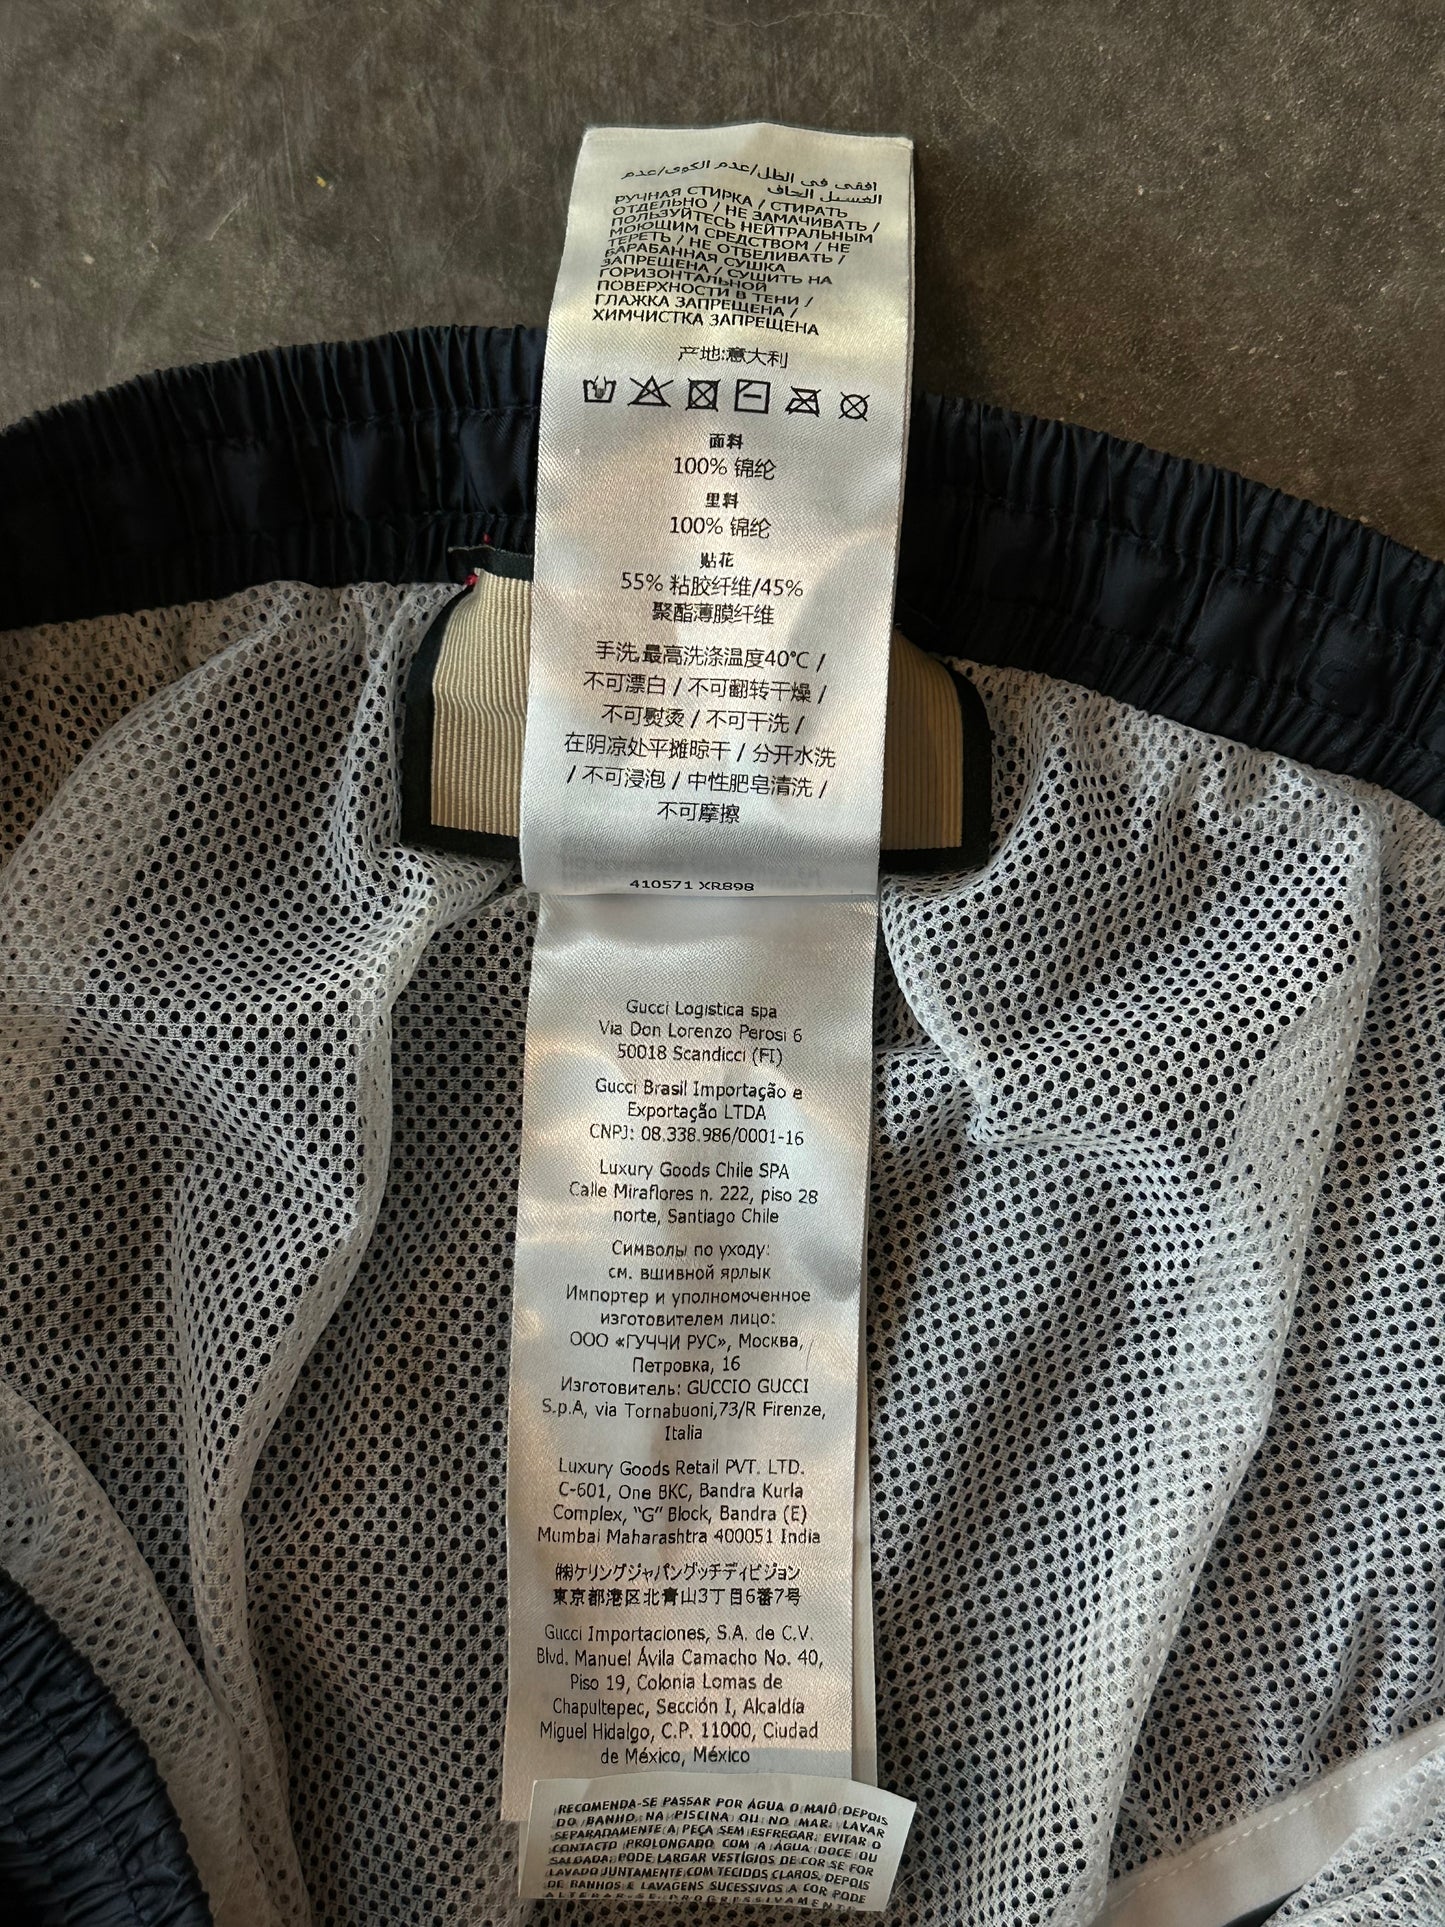 افقي في الظل/عدم الكوى/عدم
الغسيل الجاف
РУЧНАЯ СТИРКА / СТИРАТЬ
ОТДЕЛЬНО / НЕ ЗАМАЧИВАТЬ /
ПОЛЬЗУЙТЕСЬ НЕЙТРАЛЬНЫМ
МОЮЩИМ СРЕДСТВОМ / НЕ
ТЕРЕТЬ / НЕ ОТБЕЛИВАТЬ /
БАРАБАННАЯ СУШКА
ЗАПРЕЩЕНА / СУШИТЬ НА
ГОРИЗОНТАЛЬНОЙ
ПОВЕРХНОСТИ В ТЕНИ /
ГЛАЖКА ЗАПРЕЩЕНА /
ХИМЧИСТКА ЗАПРЕЩЕНА
产地:意大利
面料
100% 锦纶
里料
100% 锦纶
贴花
55% 粘胶纤维/45%
聚酯薄膜纤维
手洗,最高洗涤温度40°C /
不可漂白 / 不可翻转干燥 /
不可熨烫 / 不可干洗 /
在阴凉处平摊晾干 / 分开水洗
/ 不可浸泡 / 中性肥皂清洗 /
不可摩擦
410571 XR898
Gucci Logistica spa
Via Don Lorenzo Perosi 6
50018 Scandicci (FI)
Gucci Brasil Importação e
Exportação LTDA
CNPJ: 08.338.986/0001-16
Luxury Goods Chile SPA
Calle Miraflores n. 222, piso 28
norte, Santiago Chile
Символы по уходу:
см. вшивной ярлык
Импортер и уполномоченное
изготовителем лицо:
ООО «ГУЧЧИ РУС», Москва,
Петровка, 16
Изготовитель: GUCCIO GUCCI
S.p.A, via Tornabuoni,73/R Firenze,
Italia
Luxury Goods Retail PVT. LTD.
C-601, One BKC, Bandra Kurla
Complex, “G” Block, Bandra (E)
Mumbai Maharashtra 400051 India
㈱ケリングジャパングッチディビジョン
東京都港区北青山3丁目6番7号
Gucci Importaciones, S.A. de C.V.
Blvd. Manuel Ávila Camacho No. 40,
Piso 19, Colonia Lomas de
Chapultepec, Sección I, Alcaldía
Miguel Hidalgo, C.P. 11000, Ciudad
de México, México
RECOMENDA-SE PASSAR POR ÁGUA O MAIÔ DEPOIS
DO BANHO NA PISCINA OU NO MAR. LAVAR
SEPARADAMENTE A PEÇA SEM ESFREGAR. EVITAR O
CONTACTO PROLONGADO COM A ÁGUA DOCE OU
SALGADA: PODE LARGAR VESTÍGIOS DE COR SE FOR
LAVADO JUNTAMENTE COM TECIDOS CLAROS. DEPOIS
DE BANHOS E LAVAGENS SUCESSIVOS A COR PODE
ALTERAR-SE PROGRESSIVAMENTE